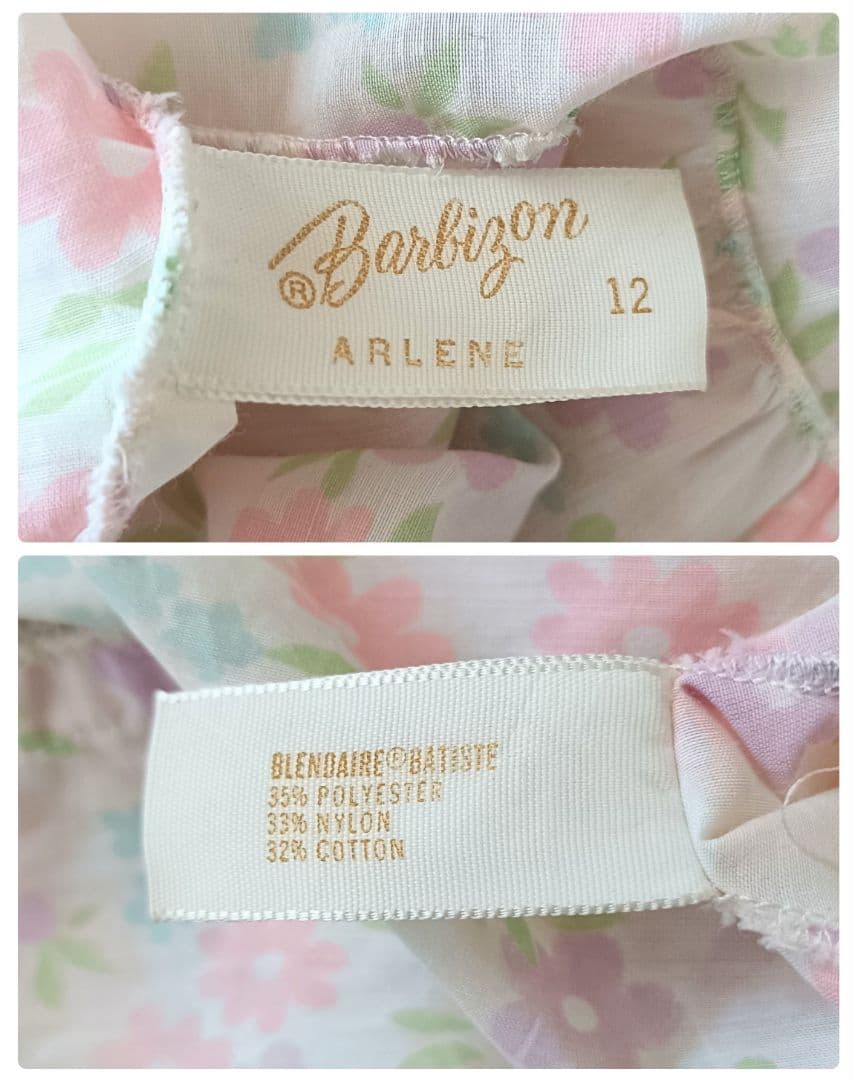 Barbizon
® 12
ARLENE
BLENDAIRE® BATISTE
35% POLYESTER
33% NYLON
32% COTTON